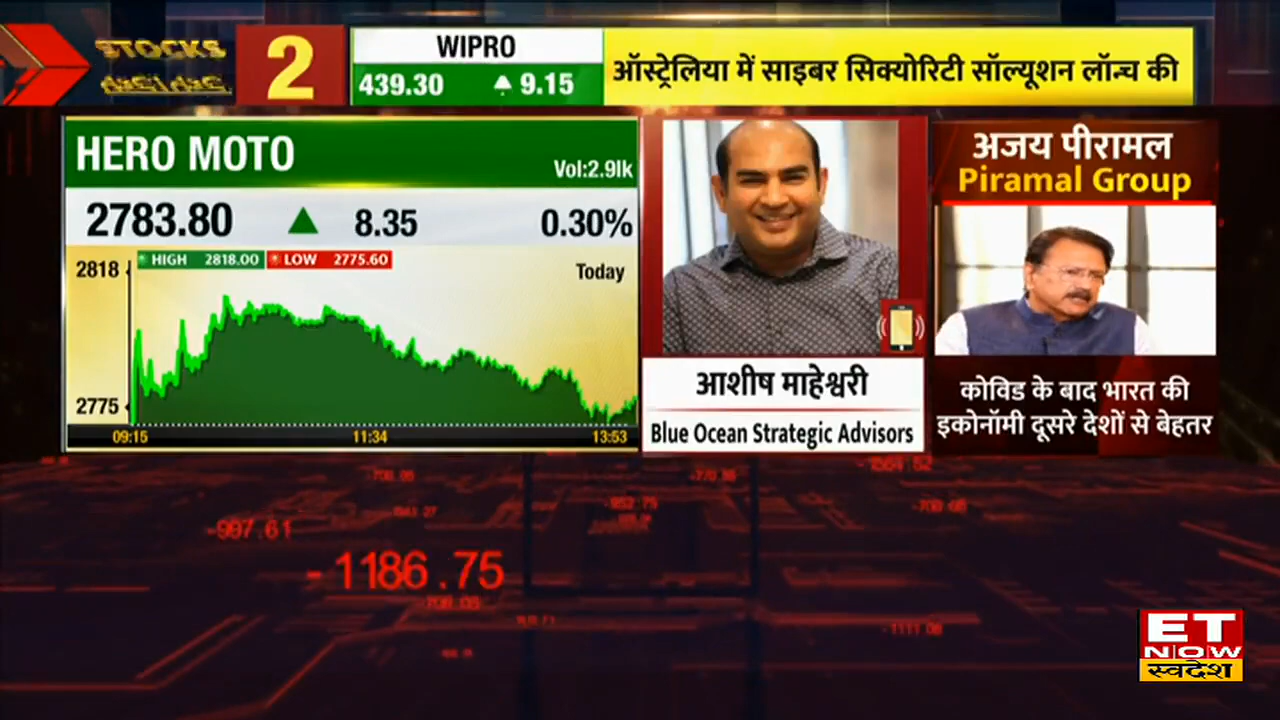 STOCKS
2
WIPRO
439.30 ▲ 9.15
ऑस्ट्रेलिया में साइबर सिक्योरिटी सॉल्यूशन लॉन्च की
HERO MOTO
Vol:2.9lk
2783.80 ▲ 8.35 0.30%
HIGH 2818.00 LOW 2775.60
Today
2818
2775
09:15 11:34 13:53
आशीष माहेश्वरी
Blue Ocean Strategic Advisors
अजय पीरामल
Piramal Group
कोविड के बाद भारत की
इकोनॉमी दूसरे देशों से बेहतर
-997.61
-1186.75
ET
NOW
स्वदेश